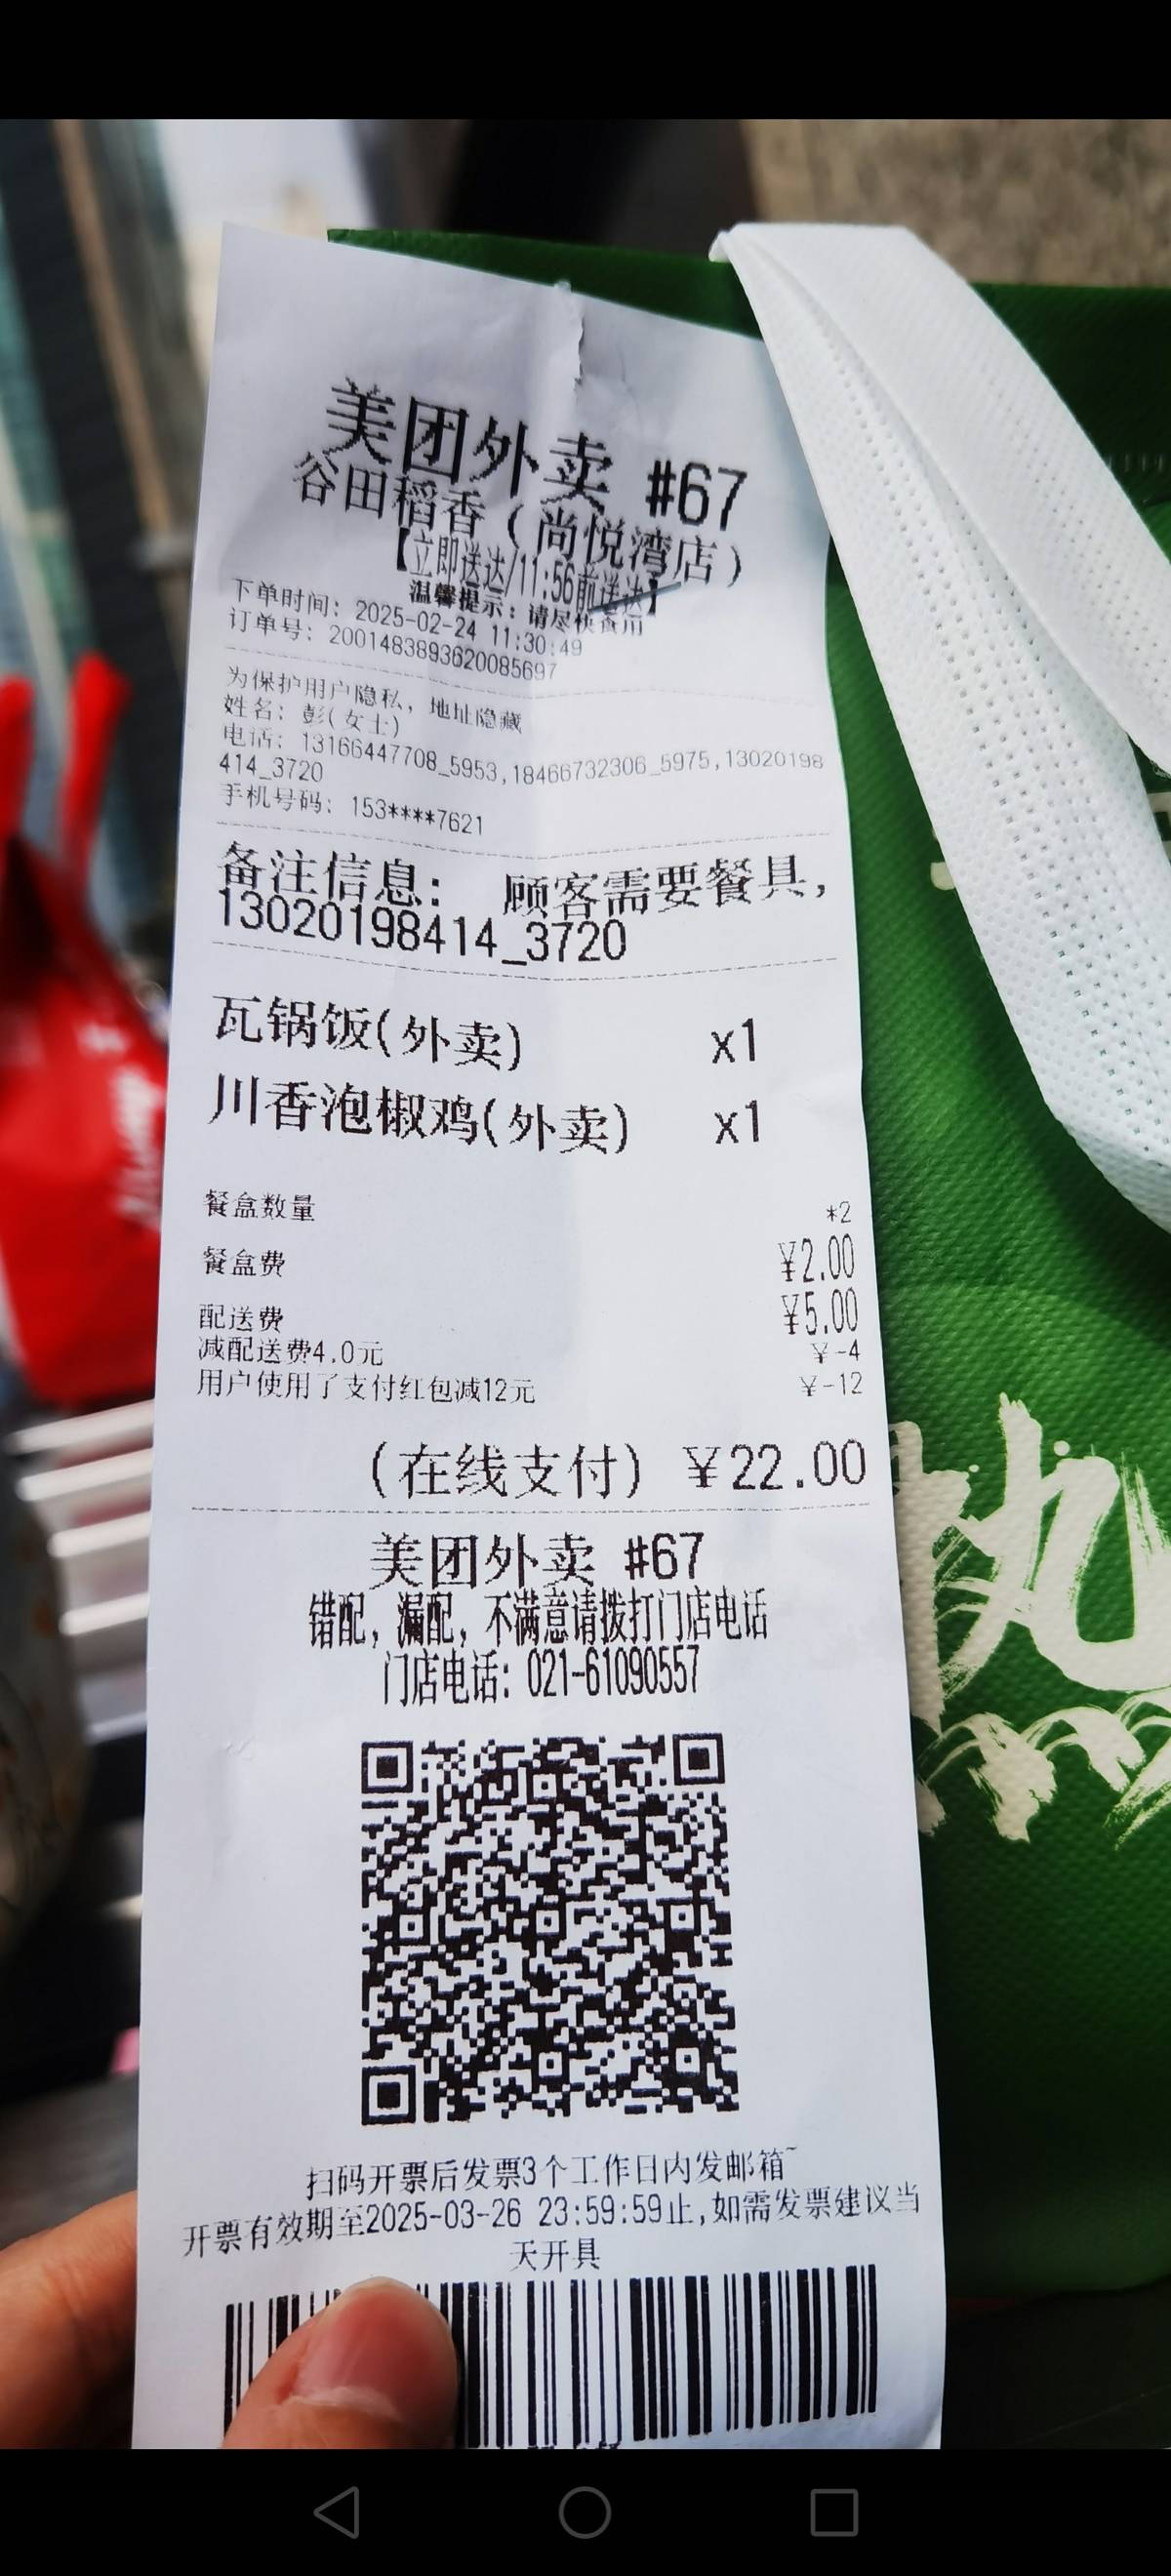 美团外卖 #67
谷田稻香（尚悦湾店）
【立即送达/11:56前送达】
温馨提示：请尽快食用
下单时间：2025-02-24 11:30:49
订单号：2001483893620085697
为保护用户隐私，地址隐藏
姓名：彭(女士)
电话：13166447708_5953,18466732306_5975,13020198
414_3720
手机号码：153****7621
备注信息： 顾客需要餐具，
13020198414_3720
瓦锅饭(外卖) x1
川香泡椒鸡(外卖) x1
餐盒数量 *2
餐盒费 ¥2.00
配送费 ¥5.00
减配送费4.0元 ¥-4
用户使用了支付红包减12元 ¥-12
(在线支付) ¥22.00
美团外卖 #67
错配，漏配，不满意请拨打门店电话
门店电话：021-61090557
扫码开票后发票3个工作日内发邮箱~
开票有效期至2025-03-26 23:59:59止,如需发票建议当
天开具